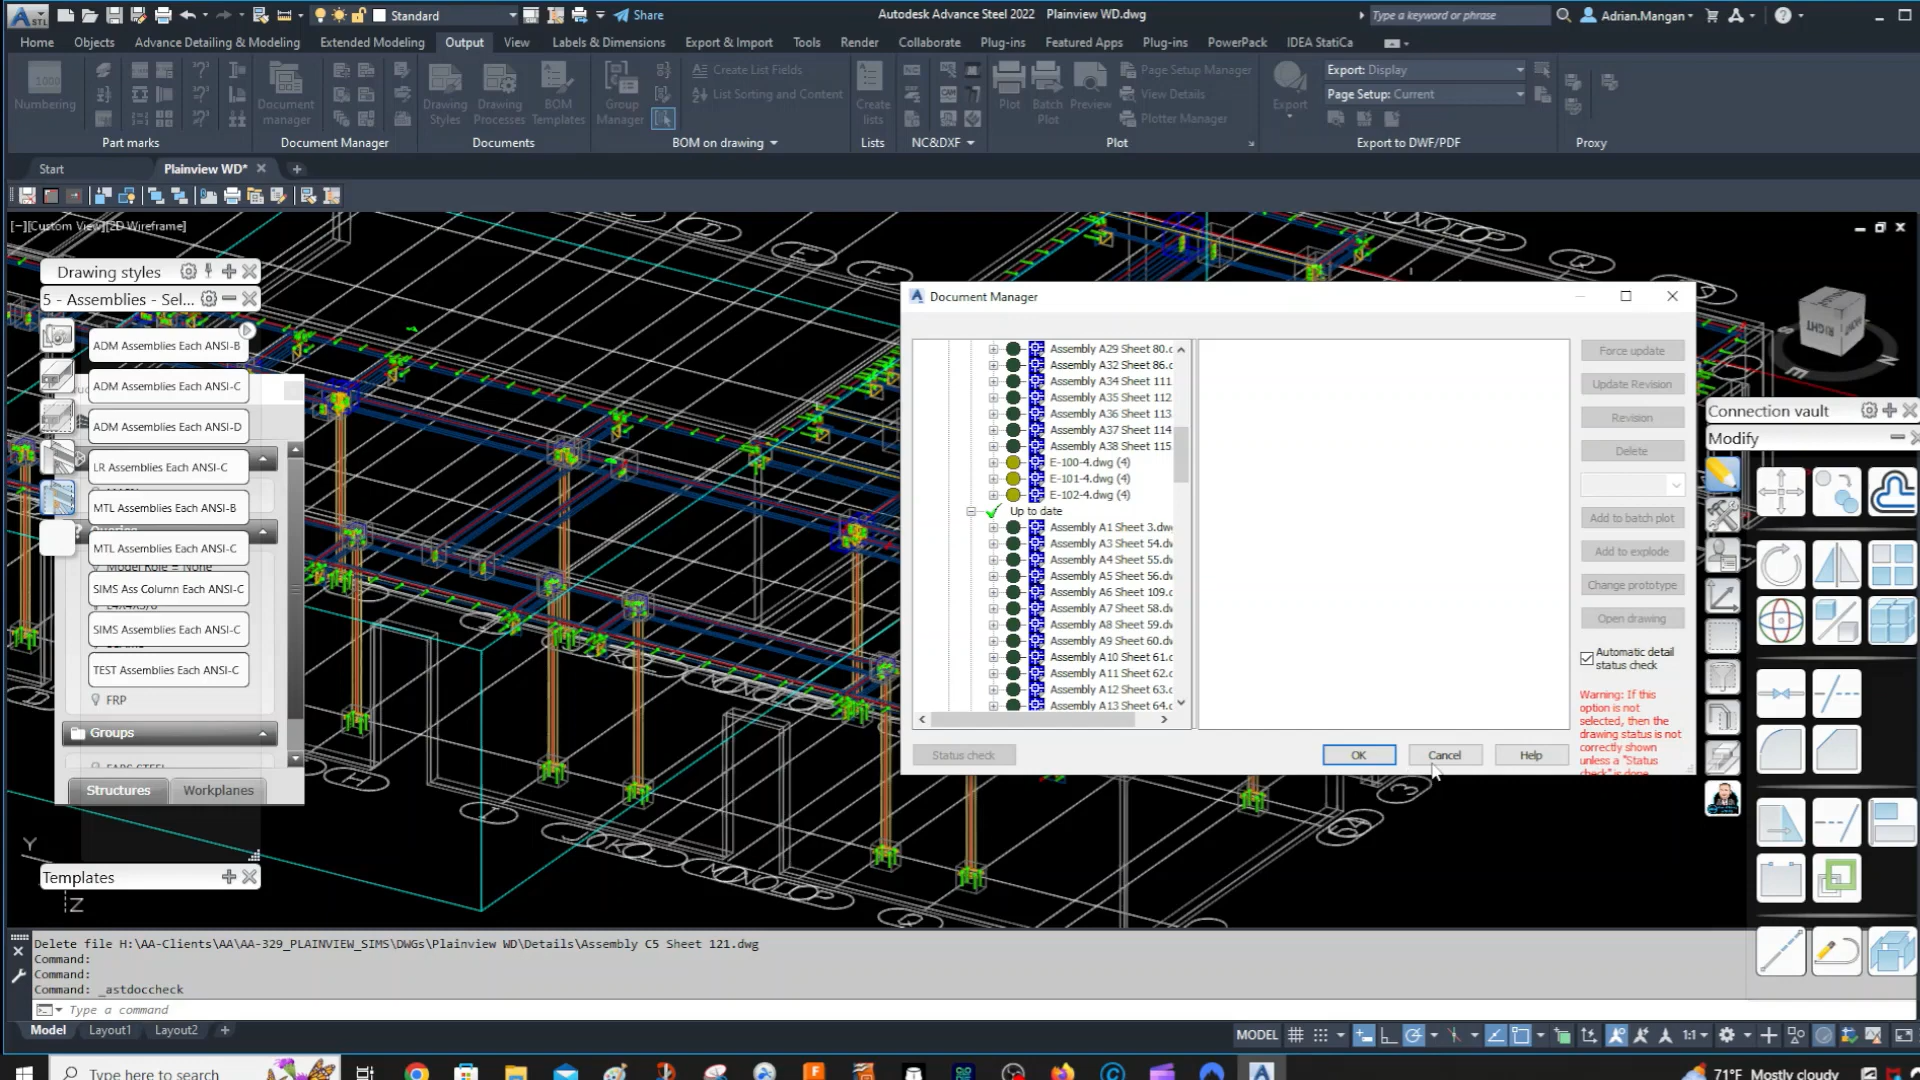 Standard
Share
Autodesk Advance Steel 2022 Plainview WD.dwg
Type a keyword or phrase
Adrian.Mangan
Home Objects Advance Detailing & Modeling Extended Modeling Output View Labels & Dimensions Export & Import Tools Render Collaborate Plug-ins Featured Apps Plug-ins PowerPack IDEA StatiCa
Numbering
Document manager
Drawing Styles
Drawing Processes
BOM Templates
Group Manager
Create List Fields
List Sorting and Content
Create lists
Plot
Batch Plot
Preview
Page Setup Manager
View Details
Plotter Manager
Export
Export: Display
Page Setup: Current
Part marks Document Manager Documents BOM on drawing Lists NC&DXF Plot Export to DWF/PDF Proxy
Start
Plainview WD*
[−][Custom View][2D Wireframe]
Drawing styles
5 - Assemblies - Sel...
ADM Assemblies Each ANSI-B
ADM Assemblies Each ANSI-C
ADM Assemblies Each ANSI-D
LR Assemblies Each ANSI-C
MTL Assemblies Each ANSI-B
MTL Assemblies Each ANSI-C
Model Role = None
SIMS Ass Column Each ANSI-C
SIMS Assemblies Each ANSI-C
TEST Assemblies Each ANSI-C
FRP
Groups
Structures
Workplanes
Templates
Document Manager
Assembly A29 Sheet 80.c
Assembly A32 Sheet 86.c
Assembly A34 Sheet 111
Assembly A35 Sheet 112
Assembly A36 Sheet 113
Assembly A37 Sheet 114
Assembly A38 Sheet 115
E-100-4.dwg (4)
E-101-4.dwg (4)
E-102-4.dwg (4)
Up to date
Assembly A1 Sheet 3.dw
Assembly A3 Sheet 54.c
Assembly A4 Sheet 55.c
Assembly A5 Sheet 56.c
Assembly A6 Sheet 109.c
Assembly A7 Sheet 58.c
Assembly A8 Sheet 59.c
Assembly A9 Sheet 60.c
Assembly A10 Sheet 61.c
Assembly A11 Sheet 62.c
Assembly A12 Sheet 63.c
Assembly A13 Sheet 64.c
Force update
Update Revision
Revision
Delete
Add to batch plot
Add to explode
Change prototype
Open drawing
Automatic detail status check
Warning: If this
option is not
selected, then the
drawing status is not
correctly shown
unless a "Status
check" is done
Status check
OK
Cancel
Help
RIGHT
Connection vault
Modify
Delete file H:\AA-Clients\AA\AA-329_PLAINVIEW_SIMS\DWGs\Plainview WD\Details\Assembly C5 Sheet 121.dwg
Command:
Command:
Command: _astdoccheck
Type a command
Model
Layout1
Layout2
MODEL
1:1
Type here to search
71°F Mostly cloudy